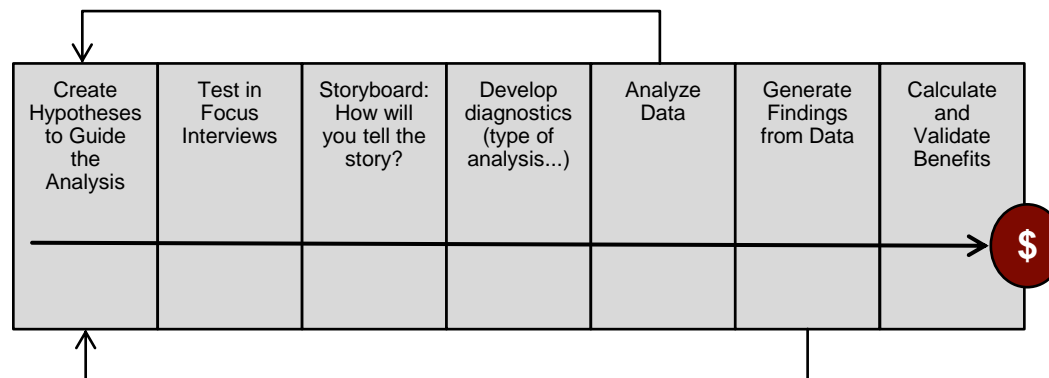 Create
Hypotheses
to Guide
the
Analysis
Test in
Focus
Interviews
Storyboard:
How will
you tell the
story?
Develop
diagnostics
(type of
analysis...)
Analyze
Data
Generate
Findings
from Data
Calculate
and
Validate
Benefits
$